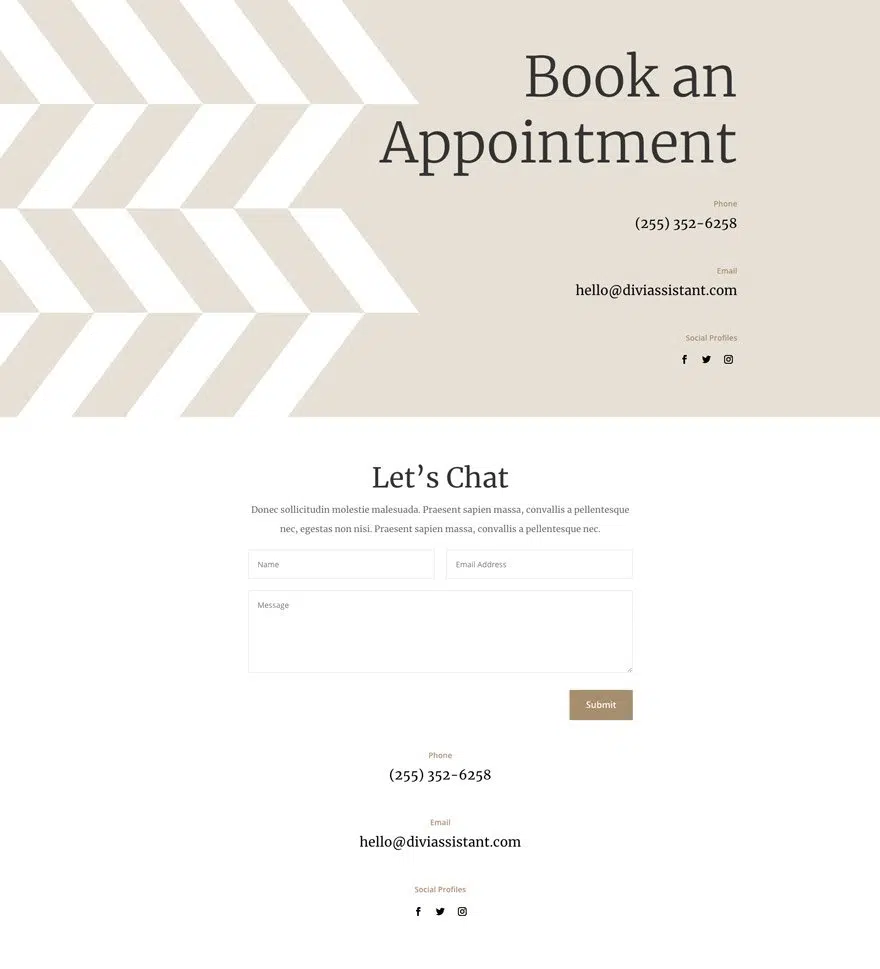 Book an
Appointment
Phone
(255) 352-6258
Email
hello@diviassistant.com
Social Profiles
Let’s Chat
Donec sollicitudin molestie malesuada. Praesent sapien massa, convallis a pellentesque
nec, egestas non nisi. Praesent sapien massa, convallis a pellentesque nec.
Name
Email Address
Message
Submit
Phone
(255) 352-6258
Email
hello@diviassistant.com
Social Profiles